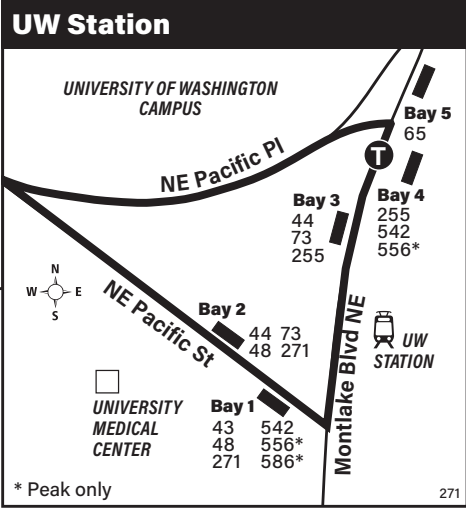 UW Station
UNIVERSITY OF WASHINGTON
CAMPUS
Bay 5
65
NE Pacific Pl
T
Bay 4
255
542
556*
Bay 3
44
73
255
N
W E
S
NE Pacific St
Bay 2
44 73
48 271
Montlake Blvd NE
UW
STATION
UNIVERSITY
MEDICAL
CENTER
Bay 1
43 542
48 556*
271 586*
* Peak only
271